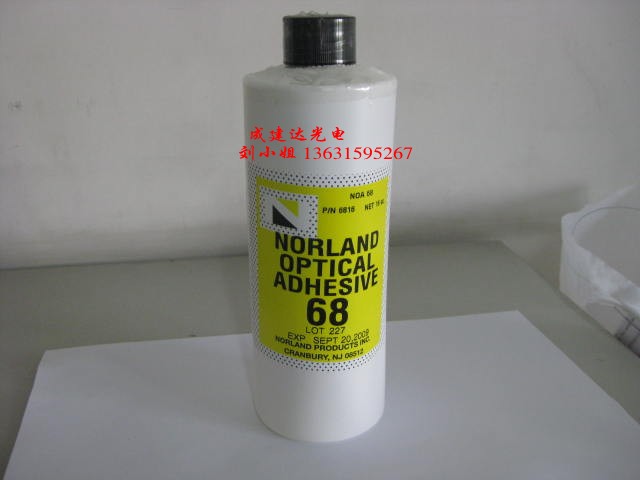 成建达光电
刘小姐 13631595267
NOA 68
P/N 6816 NET 16 oz.
NORLAND
OPTICAL
ADHESIVE
68
LOT 227
EXP SEPT 20,2009
NORLAND PRODUCTS INC.
CRANBURY, NJ 08512